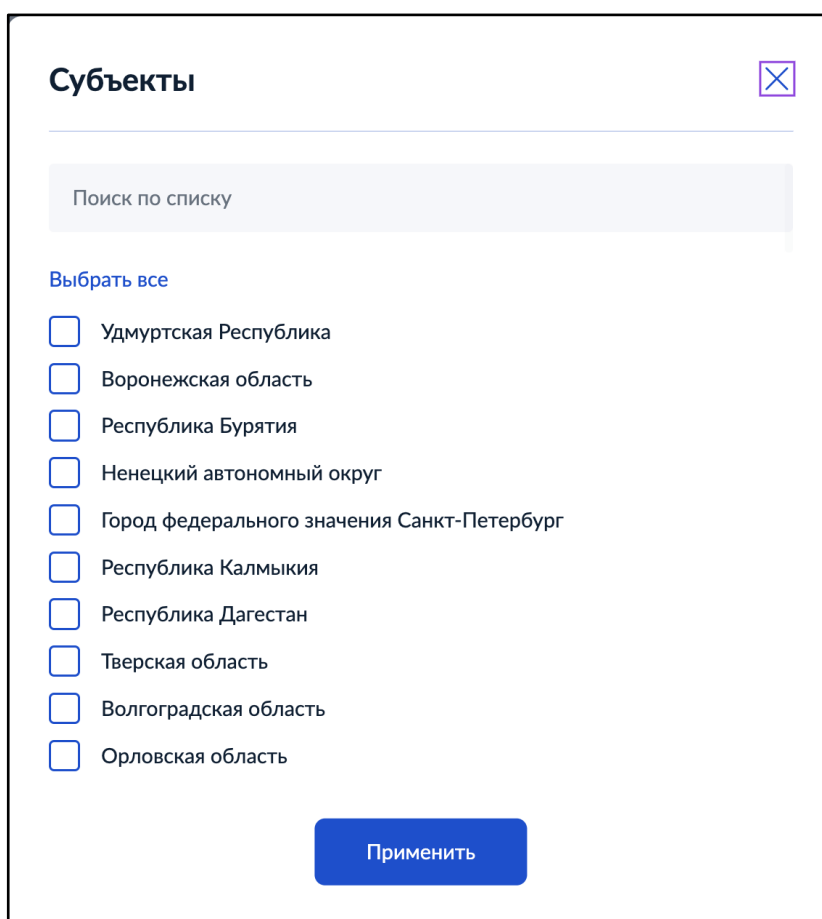 Субъекты
Поиск по списку
Выбрать все
Удмуртская Республика
Воронежская область
Республика Бурятия
Ненецкий автономный округ
Город федерального значения Санкт-Петербург
Республика Калмыкия
Республика Дагестан
Тверская область
Волгоградская область
Орловская область
Применить